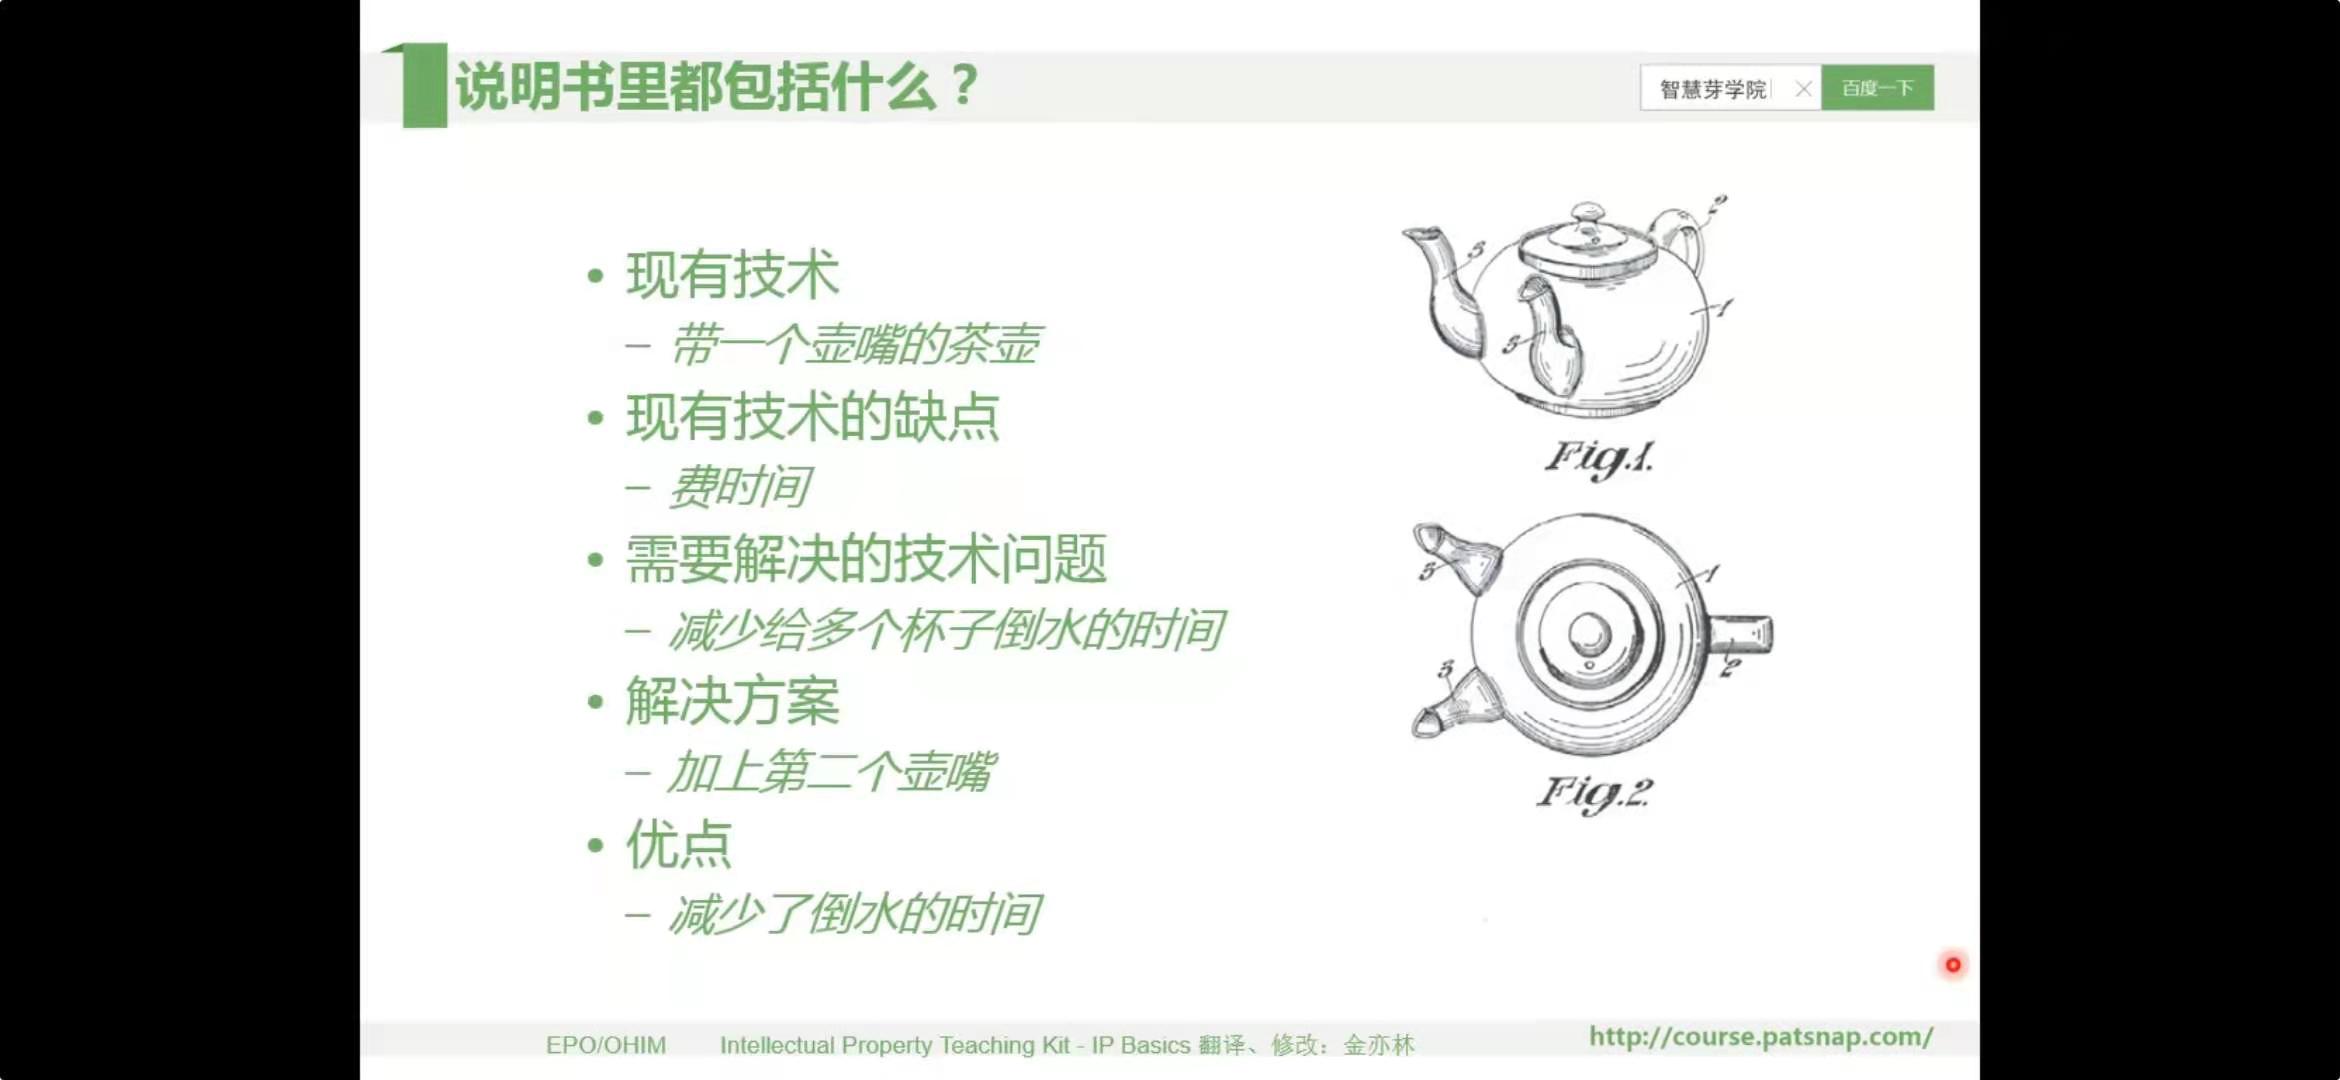 说明书里都包括什么？
智慧芽学院
百度一下
• 现有技术
– 带一个壶嘴的茶壶
• 现有技术的缺点
– 费时间
• 需要解决的技术问题
– 减少给多个杯子倒水的时间
• 解决方案
– 加上第二个壶嘴
• 优点
– 减少了倒水的时间
2
3
3
1
Fig.1.
3
1
2
3
Fig.2.
EPO/OHIM
Intellectual Property Teaching Kit - IP Basics 翻译、修改：金亦林
http://course.patsnap.com/